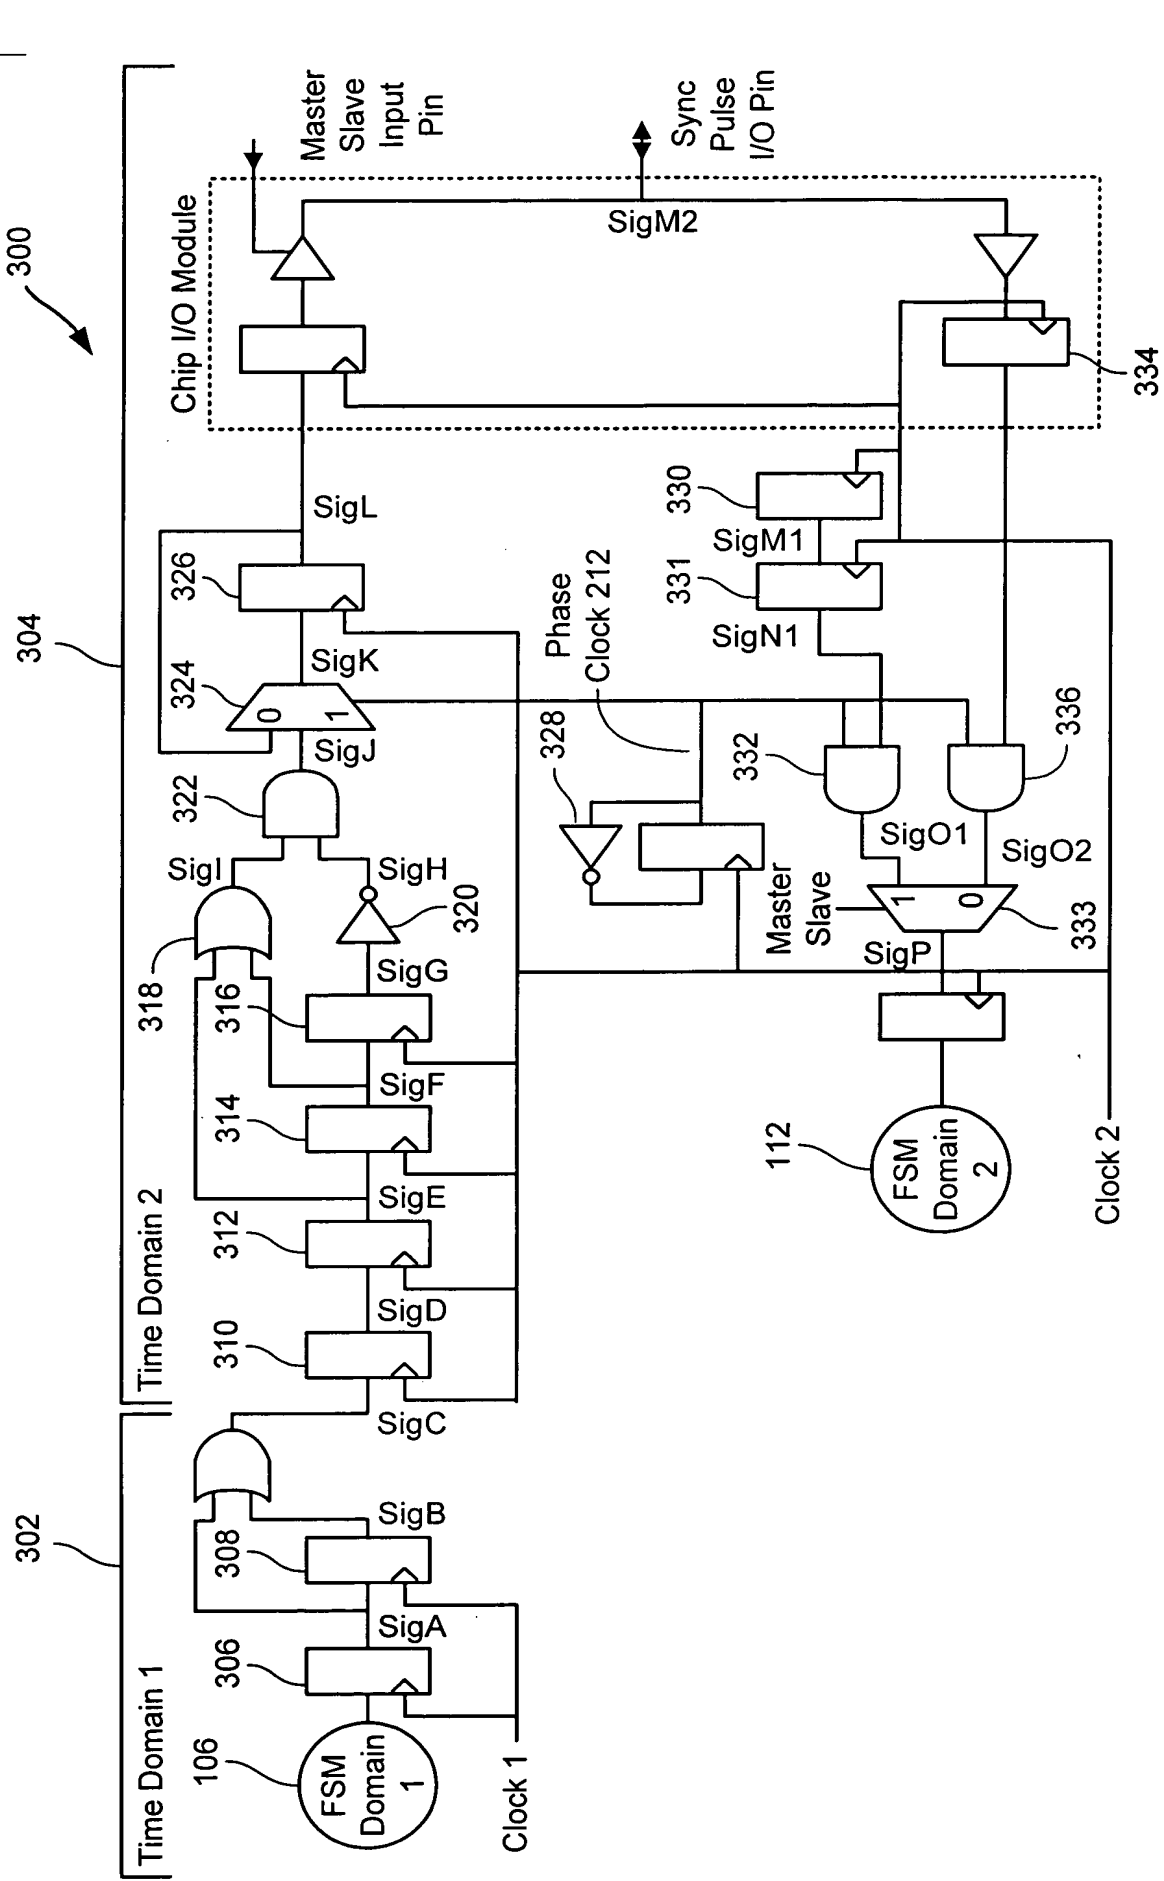 300
302
304
Time Domain 1
Time Domain 2
Chip I/O Module
Master
Slave
Input
Pin
Sync
Pulse
I/O Pin
106
FSM
Domain
1
306
SigA
308
SigB
Clock 1
SigC
310
SigD
312
SigE
314
SigF
316
SigG
318
SigI
320
SigH
322
SigJ
324
0
1
SigK
326
SigL
SigM2
328
Phase
Clock 212
330
SigM1
331
SigN1
332
SigO1
334
336
SigO2
Master
Slave
1
0
333
SigP
112
FSM
Domain
2
Clock 2